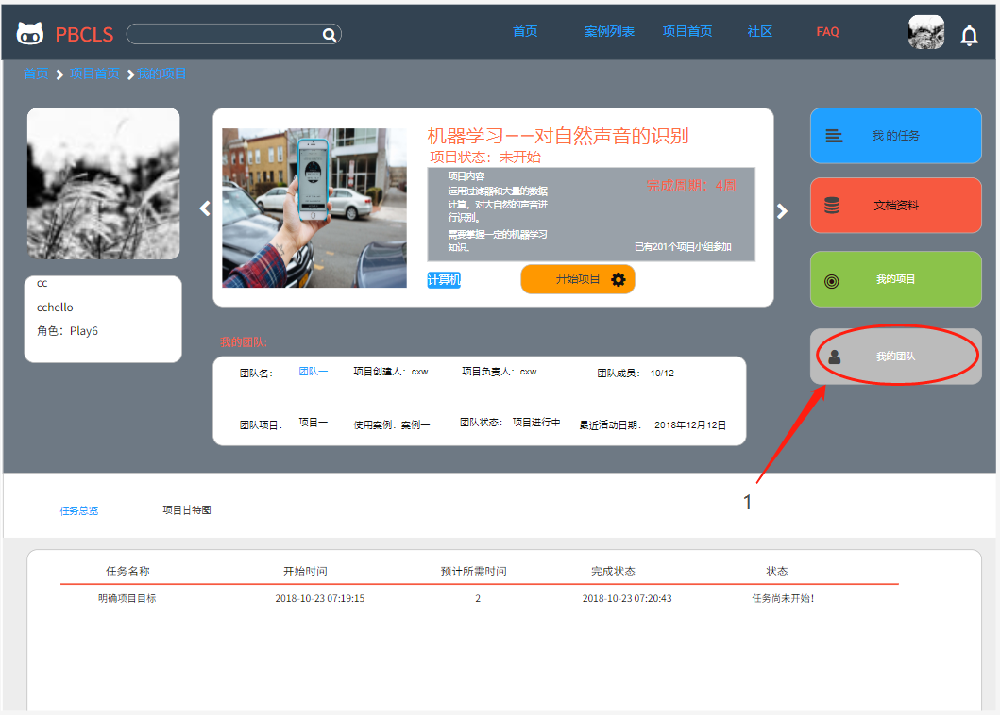 PBCLS
首页
案例列表
项目首页
社区
FAQ
首页
项目首页
我的项目
cc
cchello
角色：Play6
机器学习——对自然声音的识别
项目状态：未开始
项目内容
运用过滤器和大量的数据
计算，对大自然的声音进
行识别。
需要掌握一定的机器学习
知识。
完成周期：4周
已有201个项目小组参加
计算机
开始项目
我 的任务
文档资料
我的项目
我的团队
1
我的团队:
团队名：
团队一
项目创建人：cxw
项目负责人：cxw
团队成员： 10/12
团队项目：
项目一
使用案例：案例一
团队状态： 项目进行中
最近活动日期： 2018年12月12日
任务总览
项目甘特图
任务名称 开始时间 预计所需时间 完成状态 状态
明确项目目标 2018-10-23 07:19:15 2 2018-10-23 07:20:43 任务尚未开始！